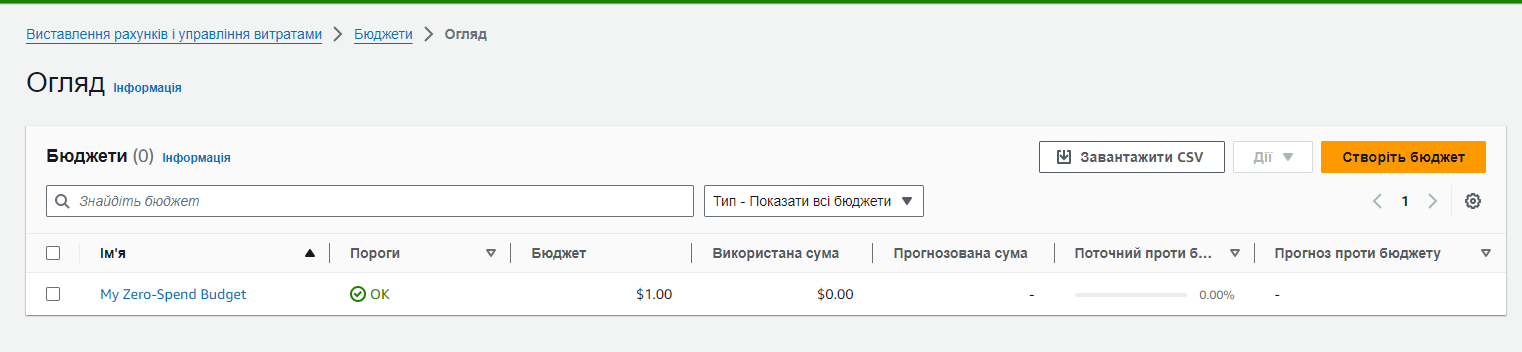 Виставлення рахунків і управління витратами > Бюджети > Огляд
Огляд Інформація
Бюджети (0) Інформація Завантажити CSV Дії Створіть бюджет
Знайдіть бюджет Тип - Показати всі бюджети 1
Ім'я Пороги Бюджет Використана сума Прогнозована сума Поточний проти б... Прогноз проти бюджету
My Zero-Spend Budget OK $1.00 $0.00 - 0.00% -